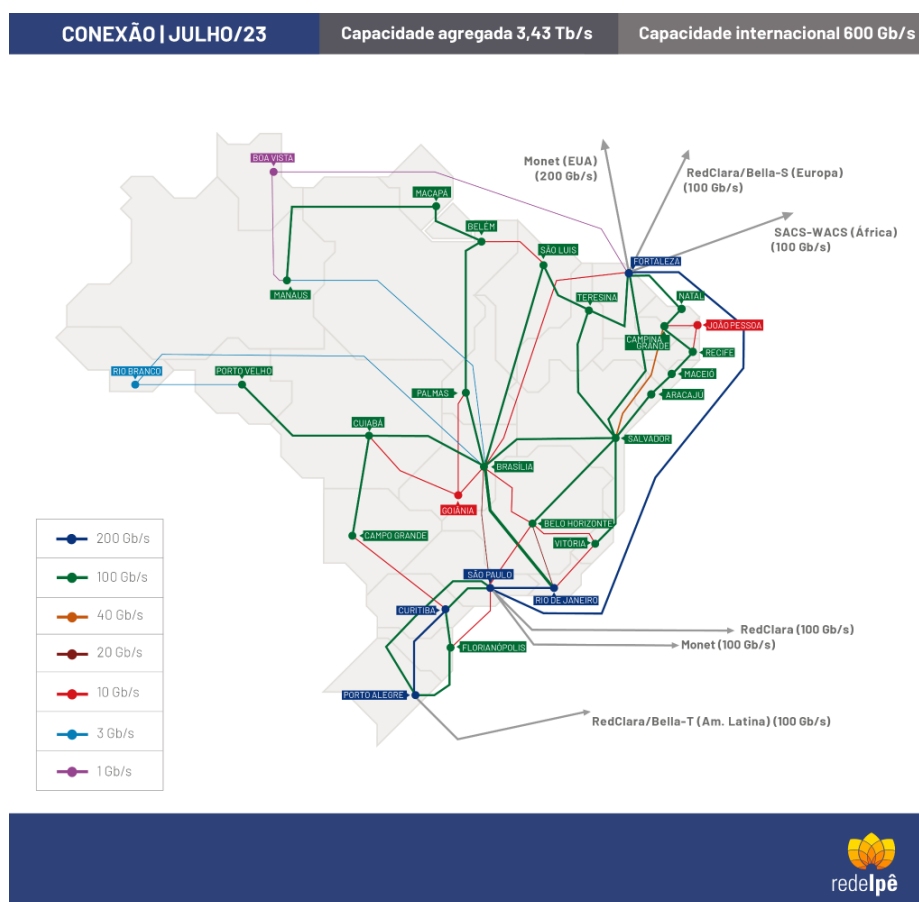 CONEXÃO | JULHO/23
Capacidade agregada 3,43 Tb/s
Capacidade internacional 600 Gb/s
BOA VISTA
Monet (EUA)
(200 Gb/s)
RedClara/Bella-S (Europa)
(100 Gb/s)
MACAPÁ
BELÉM
SÃO LUIS
SACS-WACS (África)
(100 Gb/s)
FORTALEZA
MANAUS
TERESINA
NATAL
JOÃO PESSOA
CAMPINA
GRANDE
RECIFE
RIO BRANCO
PORTO VELHO
MACEIÓ
PALMAS
ARACAJU
CUIABÁ
SALVADOR
BRASÍLIA
GOIÂNIA
BELO HORIZONTE
CAMPO GRANDE
VITÓRIA
SÃO PAULO
RIO DE JANEIRO
CURITIBA
RedClara (100 Gb/s)
Monet (100 Gb/s)
FLORIANÓPOLIS
PORTO ALEGRE
RedClara/Bella-T (Am. Latina) (100 Gb/s)
200 Gb/s
100 Gb/s
40 Gb/s
20 Gb/s
10 Gb/s
3 Gb/s
1 Gb/s
redeIpê